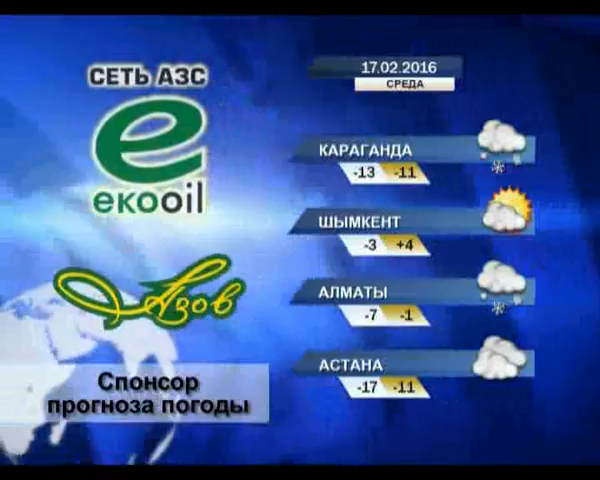 СЕТЬ АЗС
e
екооil
Азов
Спонсор
прогноза погоды
17.02.2016
СРЕДА
КАРАГАНДА
-13 -11
ШЫМКЕНТ
-3 +4
АЛМАТЫ
-7 -1
АСТАНА
-17 -11